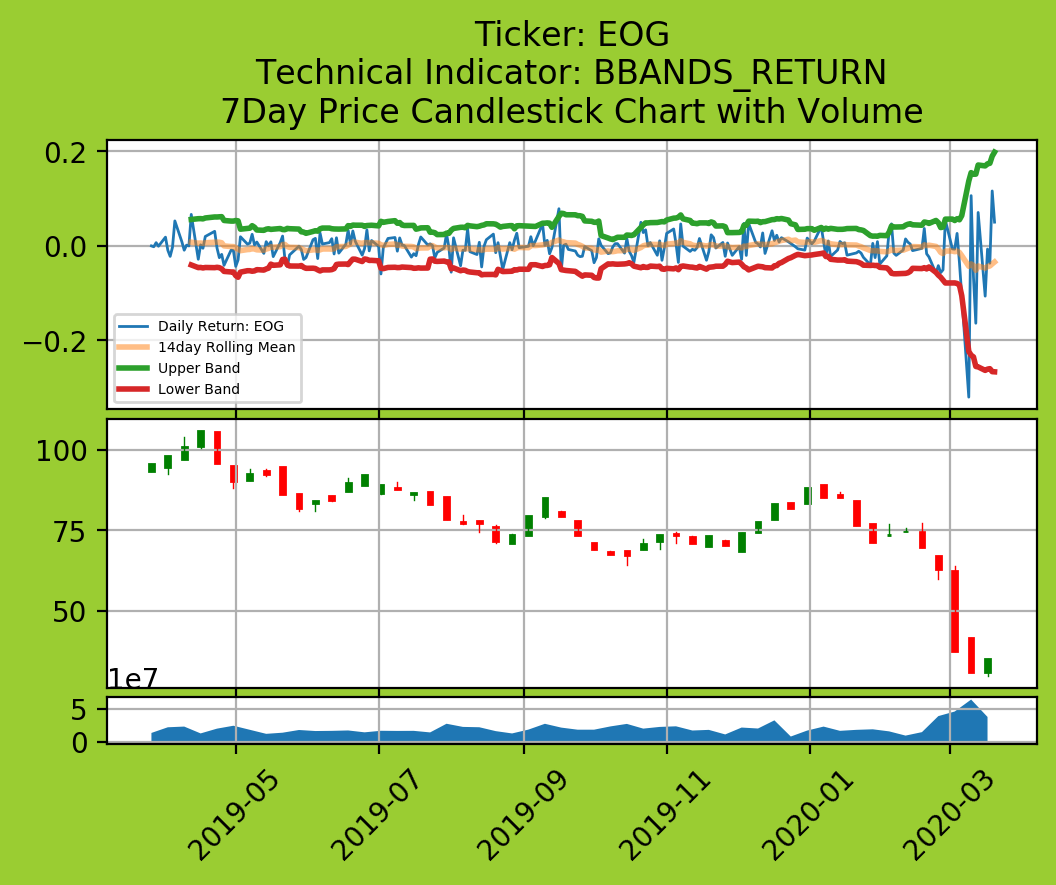 Ticker: EOG
Technical Indicator: BBANDS_RETURN
7Day Price Candlestick Chart with Volume
0.2
0.0
−0.2
Daily Return: EOG
14day Rolling Mean
Upper Band
Lower Band
100
75
50
1e7
5
0
2019-05
2019-07
2019-09
2019-11
2020-01
2020-03